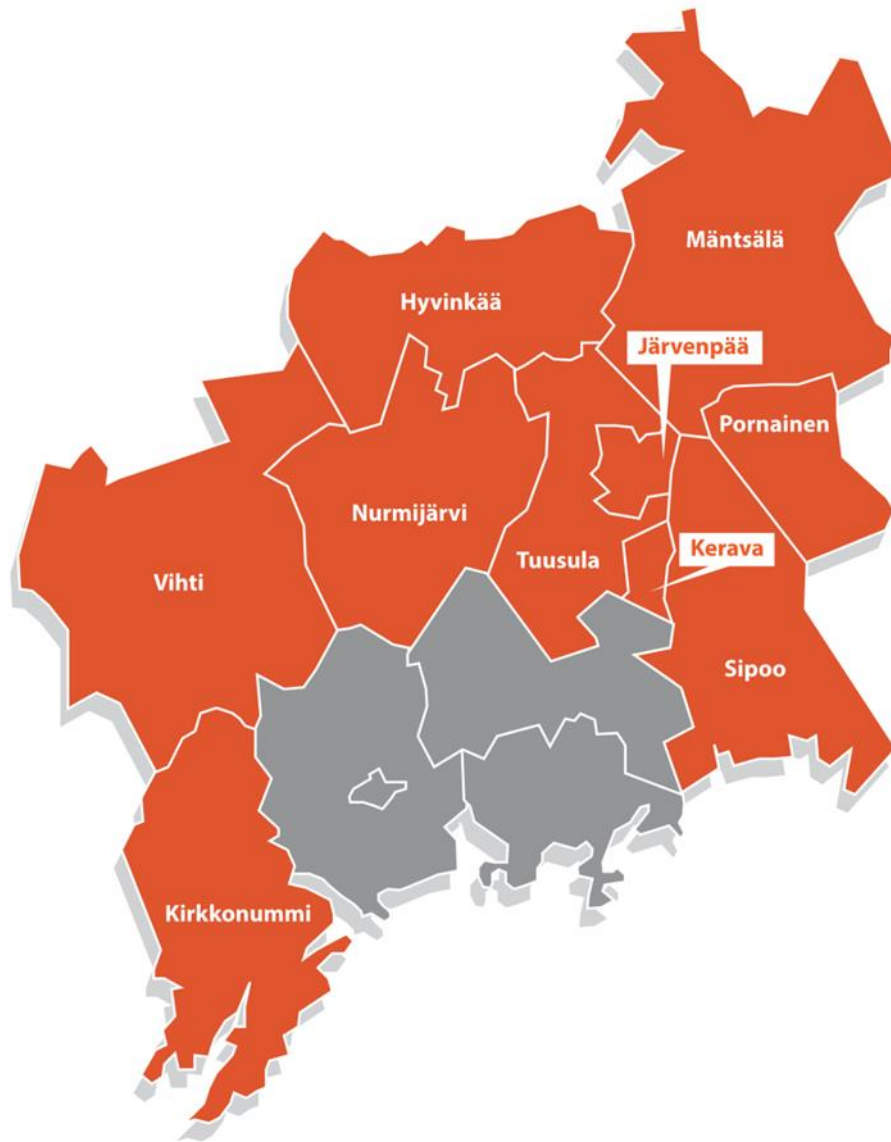 Mäntsälä
Hyvinkää
Järvenpää
Pornainen
Nurmijärvi
Tuusula
Kerava
Vihti
Sipoo
Kirkkonummi